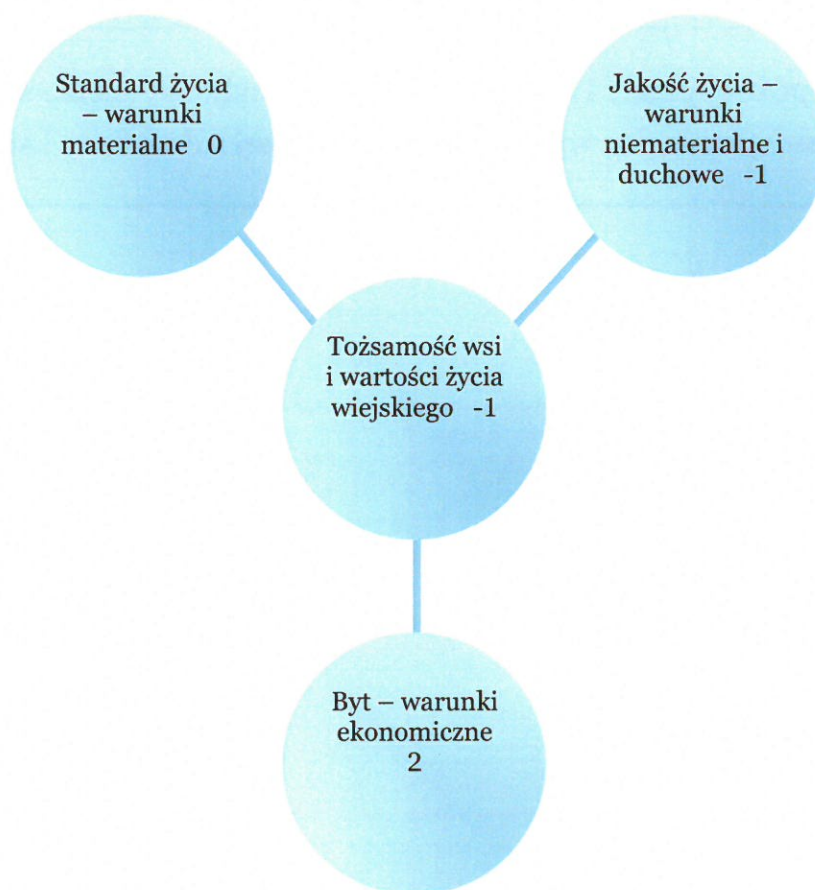 Standard życia
– warunki
materialne 0
Jakość życia –
warunki
niematerialne i
duchowe -1
Tożsamość wsi
i wartości życia
wiejskiego -1
Byt – warunki
ekonomiczne
2